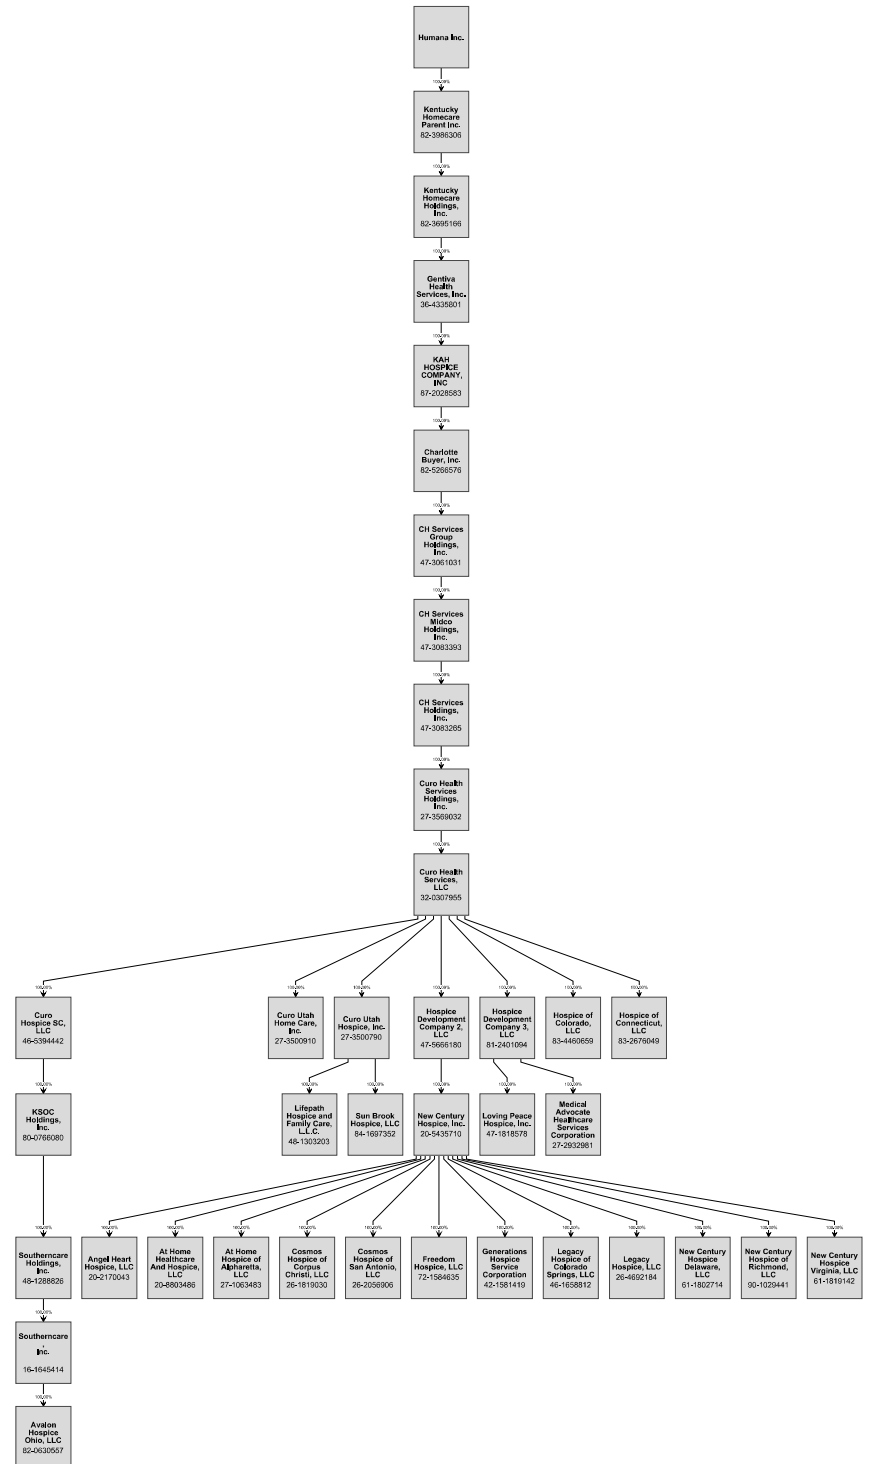 Humana Inc.
100.00%
Kentucky
Homecare
Parent Inc.
82-3986306
100.00%
Kentucky
Homecare
Holdings,
Inc.
82-3695166
100.00%
Gentiva
Health
Services, Inc.
36-4335801
100.00%
KAH
HOSPICE
COMPANY,
INC
87-2028583
100.00%
Charlotte
Buyer, Inc.
82-5266576
100.00%
CH Services
Group
Holdings,
Inc.
47-3061031
100.00%
CH Services
Midco
Holdings,
Inc.
47-3083393
100.00%
CH Services
Holdings,
Inc.
47-3083265
100.00%
Curo Health
Services
Holdings,
Inc.
27-3569032
100.00%
Curo Health
Services,
LLC
32-0307955
100.00%
Curo
Hospice SC,
LLC
46-5394442
100.00%
Curo Utah
Home Care,
Inc.
27-3500910
100.00%
Curo Utah
Hospice, Inc.
27-3500790
100.00%
Hospice
Development
Company 2,
LLC
47-5666180
100.00%
Hospice
Development
Company 3,
LLC
81-2401094
100.00%
Hospice of
Colorado,
LLC
83-4460659
100.00%
Hospice of
Connecticut,
LLC
83-2676049
100.00%
KSOC
Holdings,
Inc.
80-0766080
100.00%
Lifepath
Hospice and
Family Care,
L.L.C.
48-1303203
100.00%
Sun Brook
Hospice, LLC
84-1697352
100.00%
New Century
Hospice, Inc.
20-5435710
100.00%
Loving Peace
Hospice, Inc.
47-1818578
100.00%
Medical
Advocate
Healthcare
Services
Corporation
27-2932981
100.00%
Southerncare
Holdings,
Inc.
48-1288826
100.00%
Angel Heart
Hospice, LLC
20-2170043
100.00%
At Home
Healthcare
And Hospice,
LLC
20-8803486
100.00%
At Home
Hospice of
Alpharetta,
LLC
27-1063483
100.00%
Cosmos
Hospice of
Corpus
Christi, LLC
26-1819030
100.00%
Cosmos
Hospice of
San Antonio,
LLC
26-2056906
100.00%
Freedom
Hospice, LLC
72-1584635
100.00%
Generations
Hospice
Service
Corporation
42-1581419
100.00%
Legacy
Hospice of
Colorado
Springs, LLC
46-1658812
100.00%
Legacy
Hospice, LLC
26-4692184
100.00%
New Century
Hospice
Delaware,
LLC
61-1802714
100.00%
New Century
Hospice of
Richmond,
LLC
90-1029441
100.00%
New Century
Hospice
Virginia, LLC
61-1819142
100.00%
Southerncare
,
Inc.
16-1645414
100.00%
Avalon
Hospice
Ohio, LLC
82-0630557